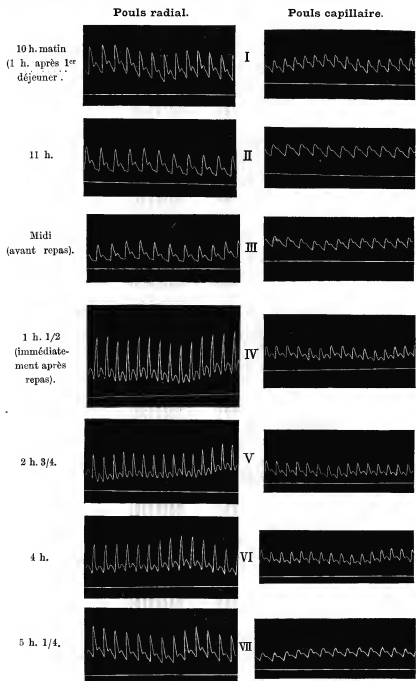 Pouls radial. Pouls capillaire.
10 h. matin
(1 h. après 1er
déjeuner.
I
11 h.
II
Midi
(avant repas).
III
1 h. 1/2
(immédiate-
ment après
repas).
IV
2 h. 3/4.
V
4 h.
VI
5 h. 1/4.
VII